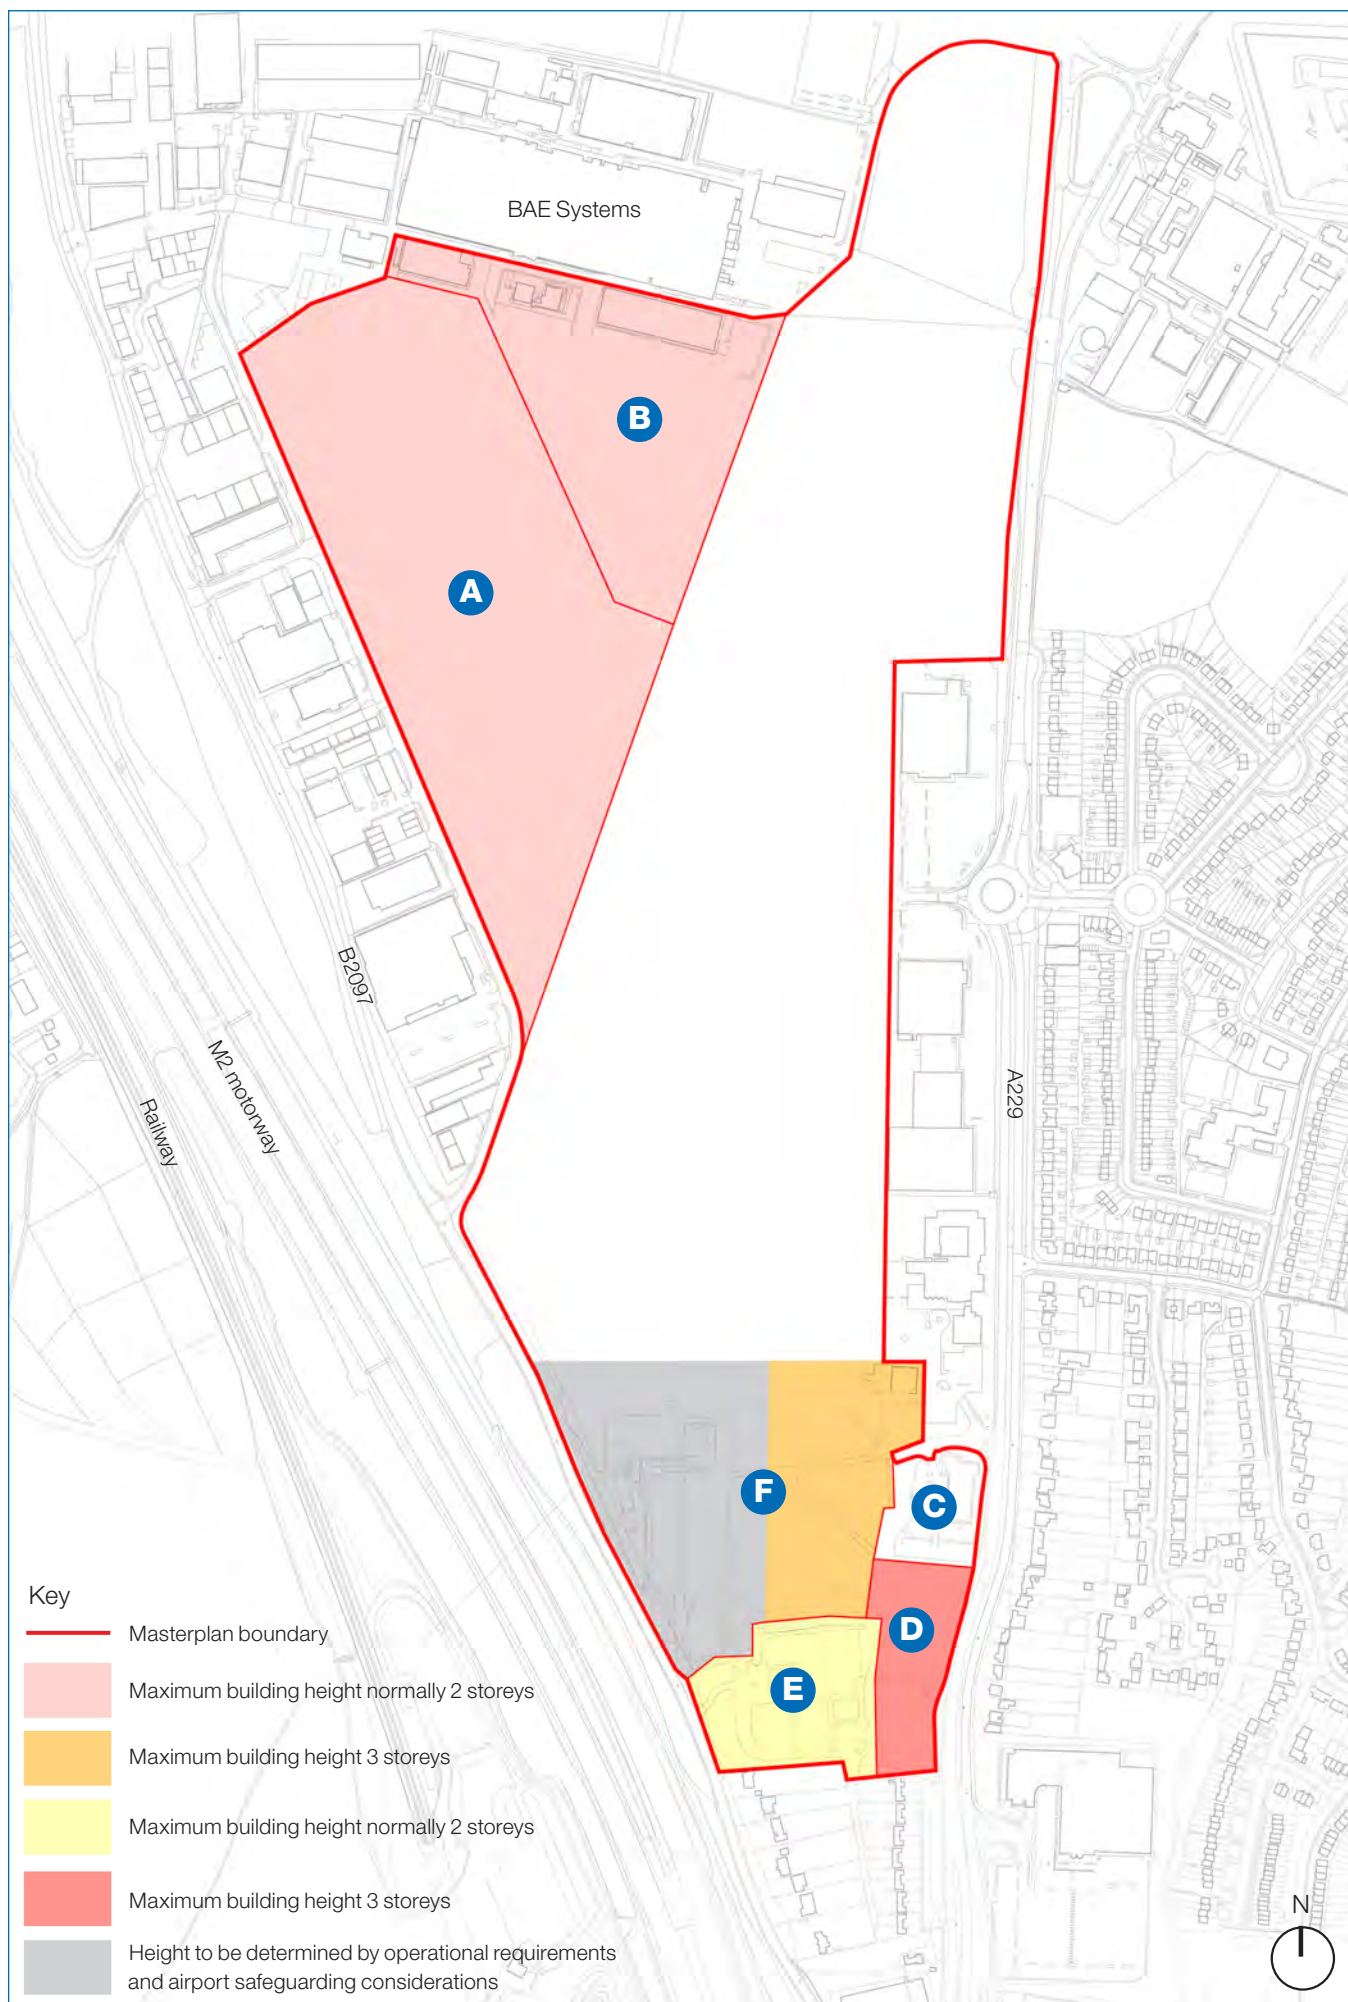 BAE Systems
B
A
B2097
M2 motorway
Railway
A229
F
C
D
E
Key
Masterplan boundary
Maximum building height normally 2 storeys
Maximum building height 3 storeys
Maximum building height normally 2 storeys
Maximum building height 3 storeys
Height to be determined by operational requirements
and airport safeguarding considerations
N